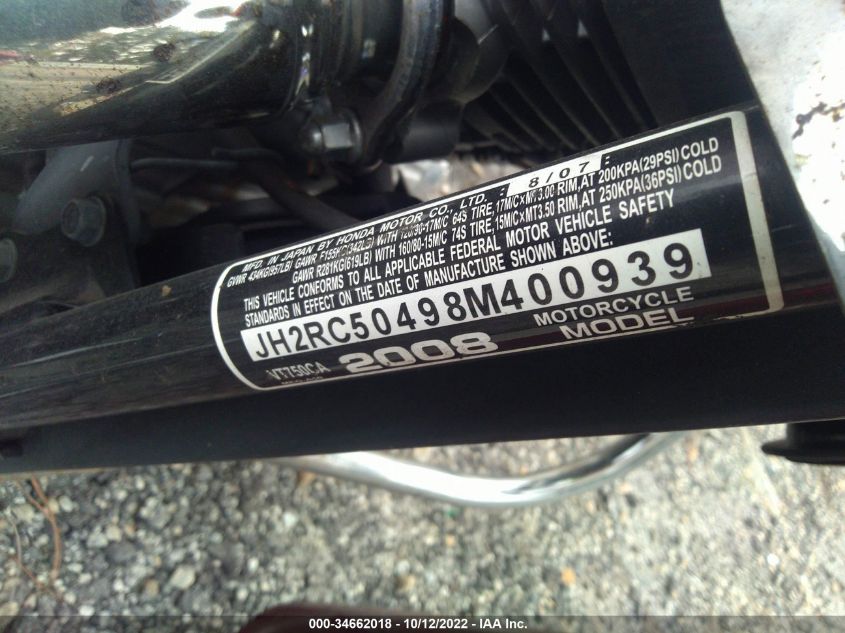 MFD. IN JAPAN BY HONDA MOTOR CO., LTD.: 8/07 :
GVWR 434KG(957LB) GAWR F155KG(342LB) WITH 120/90-17M/C 64S TIRE, 17M/CxMT3.00 RIM, AT 200KPA(29PSI) COLD
GAWR R281KG(619LB) WITH 160/80-15M/C 74S TIRE, 15M/CxMT3.50 RIM, AT 250KPA(36PSI) COLD
THIS VEHICLE CONFORMS TO ALL APPLICABLE FEDERAL MOTOR VEHICLE SAFETY
STANDARDS IN EFFECT ON THE DATE OF MANUFACTURE SHOWN ABOVE:
JH2RC50498M400939
VT750CA 2008 MOTORCYCLE MODEL
000-34662018 - 10/12/2022 - IAA Inc.